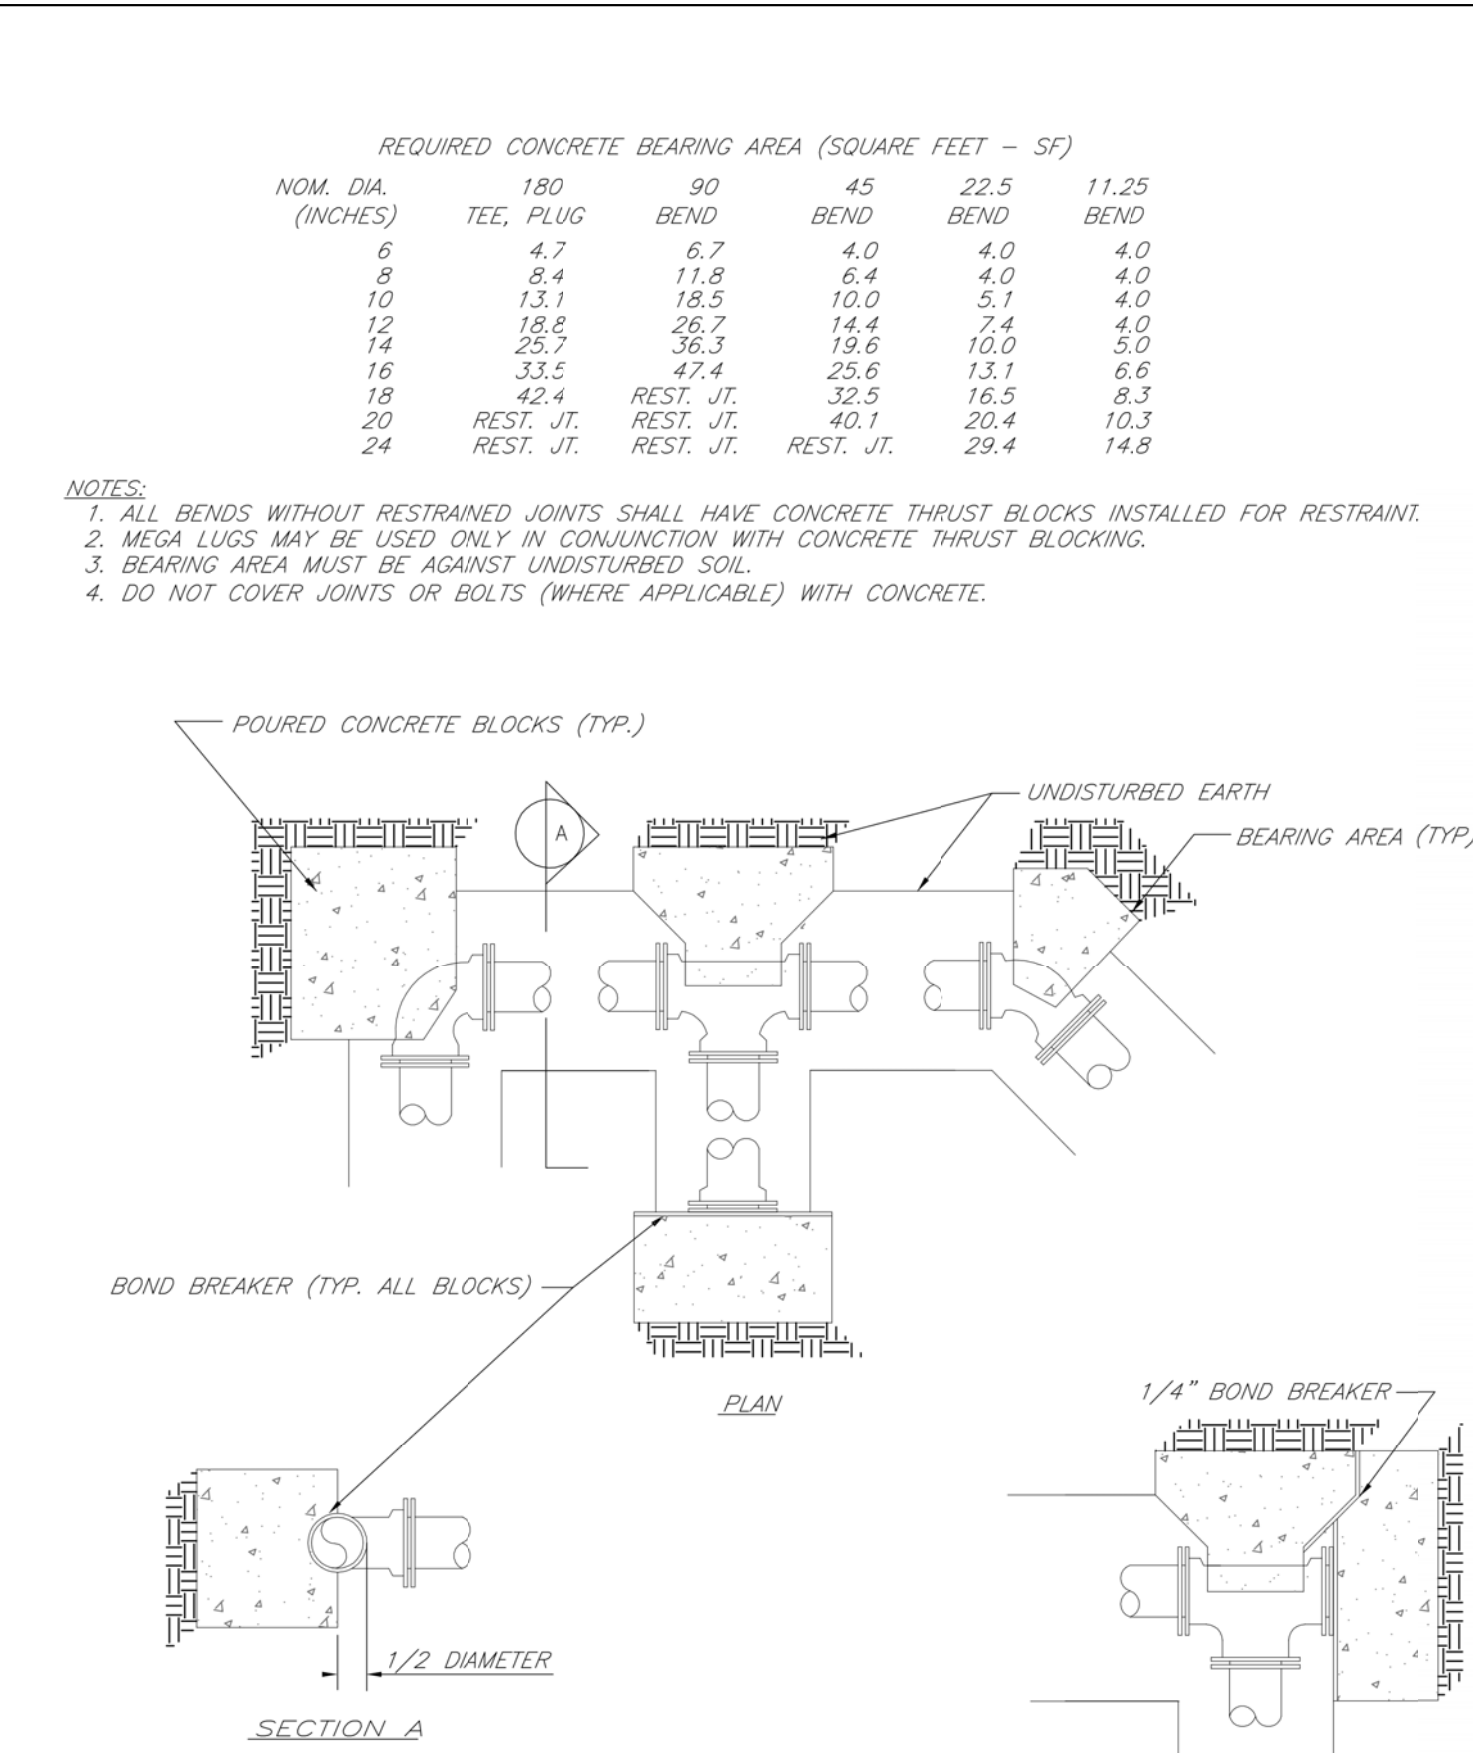 REQUIRED CONCRETE BEARING AREA (SQUARE FEET – SF)
NOM. DIA. 180 90 45 22.5 11.25
(INCHES) TEE, PLUG BEND BEND BEND BEND
6 4.7 6.7 4.0 4.0 4.0
8 8.4 11.8 6.4 4.0 4.0
10 13.1 18.5 10.0 5.1 4.0
12 18.8 26.7 14.4 7.4 4.0
14 25.7 36.3 19.6 10.0 5.0
16 33.5 47.4 25.6 13.1 6.6
18 42.4 REST. JT. 32.5 16.5 8.3
20 REST. JT. REST. JT. 40.1 20.4 10.3
24 REST. JT. REST. JT. REST. JT. 29.4 14.8
NOTES:
1. ALL BENDS WITHOUT RESTRAINED JOINTS SHALL HAVE CONCRETE THRUST BLOCKS INSTALLED FOR RESTRAINT.
2. MEGA LUGS MAY BE USED ONLY IN CONJUNCTION WITH CONCRETE THRUST BLOCKING.
3. BEARING AREA MUST BE AGAINST UNDISTURBED SOIL.
4. DO NOT COVER JOINTS OR BOLTS (WHERE APPLICABLE) WITH CONCRETE.
POURED CONCRETE BLOCKS (TYP.)
UNDISTURBED EARTH
A
BEARING AREA (TYP)
BOND BREAKER (TYP. ALL BLOCKS)
PLAN
1/4" BOND BREAKER
1/2 DIAMETER
SECTION A